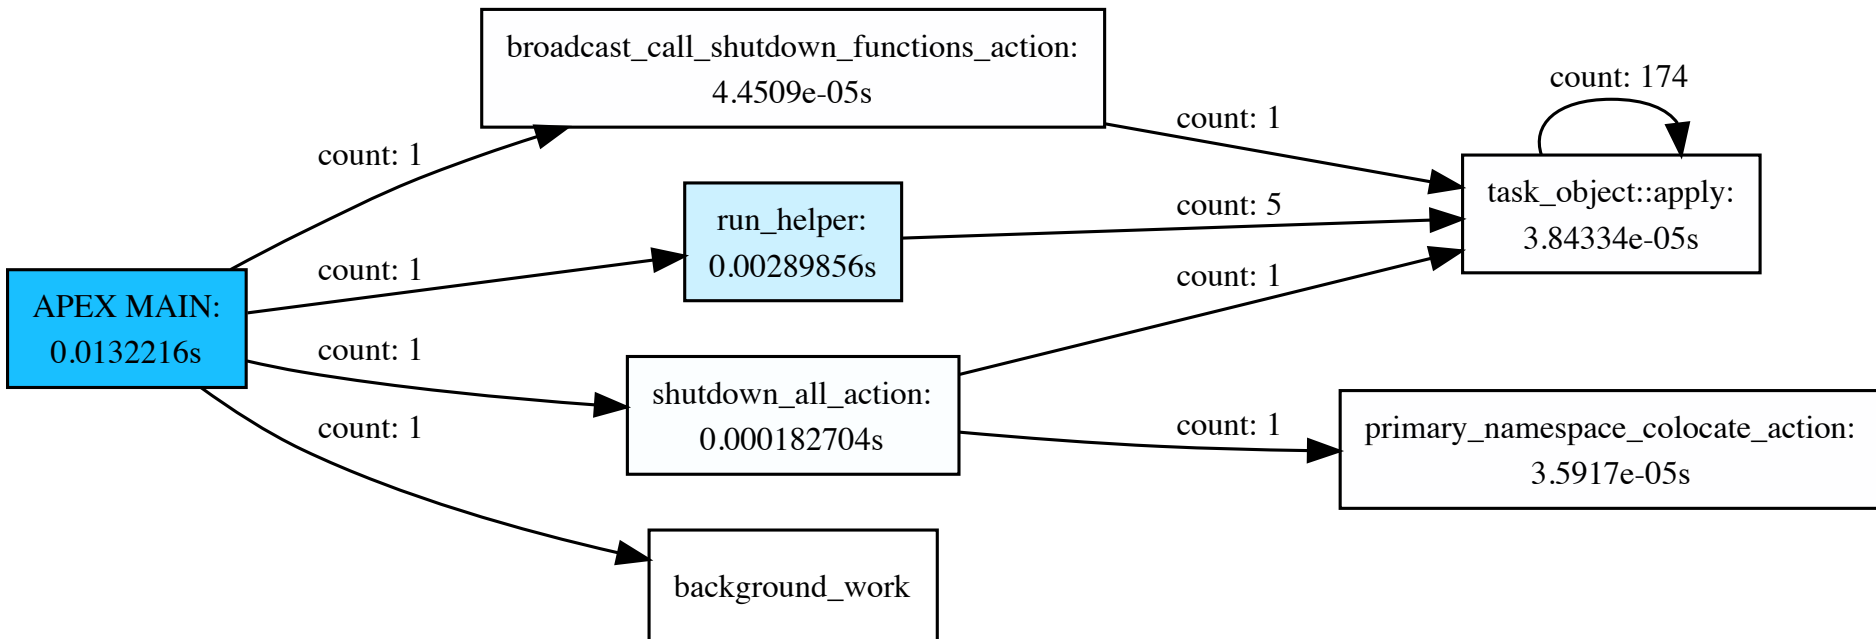 broadcast_call_shutdown_functions_action:
4.4509e-05s
count: 174
count: 1
count: 1
task_object::apply:
3.84334e-05s
run_helper:
0.00289856s
count: 5
count: 1
count: 1
APEX MAIN:
0.0132216s
count: 1
shutdown_all_action:
0.000182704s
count: 1
primary_namespace_colocate_action:
3.5917e-05s
count: 1
background_work